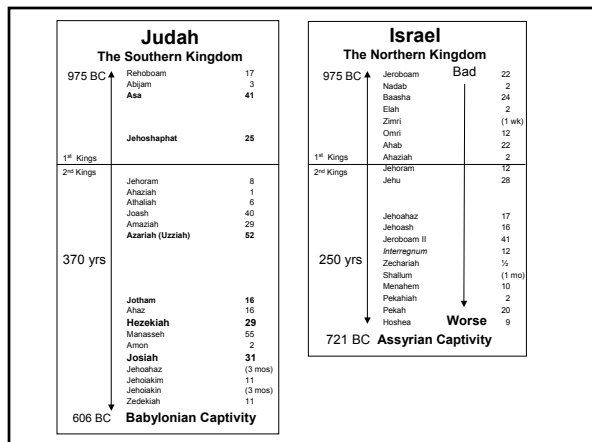 Judah
The Southern Kingdom
975 BC
Rehoboam 17
Abijam 3
Asa 41
Jehoshaphat 25
1st Kings
2nd Kings
Jehoram 8
Ahaziah 1
Athaliah 6
Joash 40
Amaziah 29
Azariah (Uzziah) 52
370 yrs
Jotham 16
Ahaz 16
Hezekiah 29
Manasseh 55
Amon 2
Josiah 31
Jehoahaz (3 mos)
Jehoiakim 11
Jehoiakin (3 mos)
Zedekiah 11
606 BC Babylonian Captivity
Israel
The Northern Kingdom
975 BC
Bad
Jeroboam 22
Nadab 2
Baasha 24
Elah 2
Zimri (1 wk)
Omri 12
Ahab 22
1st Kings
Ahaziah 2
2nd Kings
Jehoram 12
Jehu 28
Jehoahaz 17
Jehoash 16
Jeroboam II 41
250 yrs
Interregnum 12
Zechariah ½
Shallum (1 mo)
Menahem 10
Pekahiah 2
Pekah 20
Worse
Hoshea 9
721 BC Assyrian Captivity